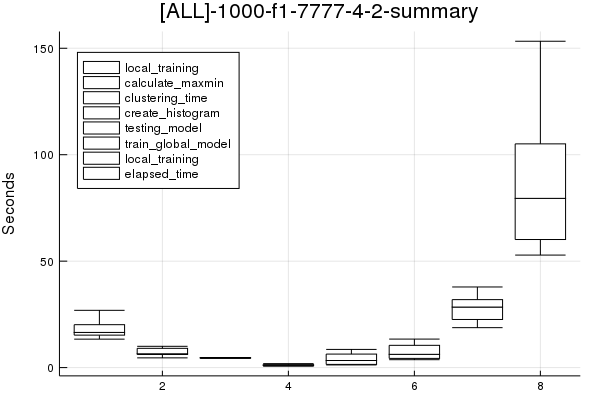 [ALL]-1000-f1-7777-4-2-summary
150
100
50
0
Seconds
local_training
calculate_maxmin
clustering_time
create_histogram
testing_model
train_global_model
local_training
elapsed_time
2 4 6 8